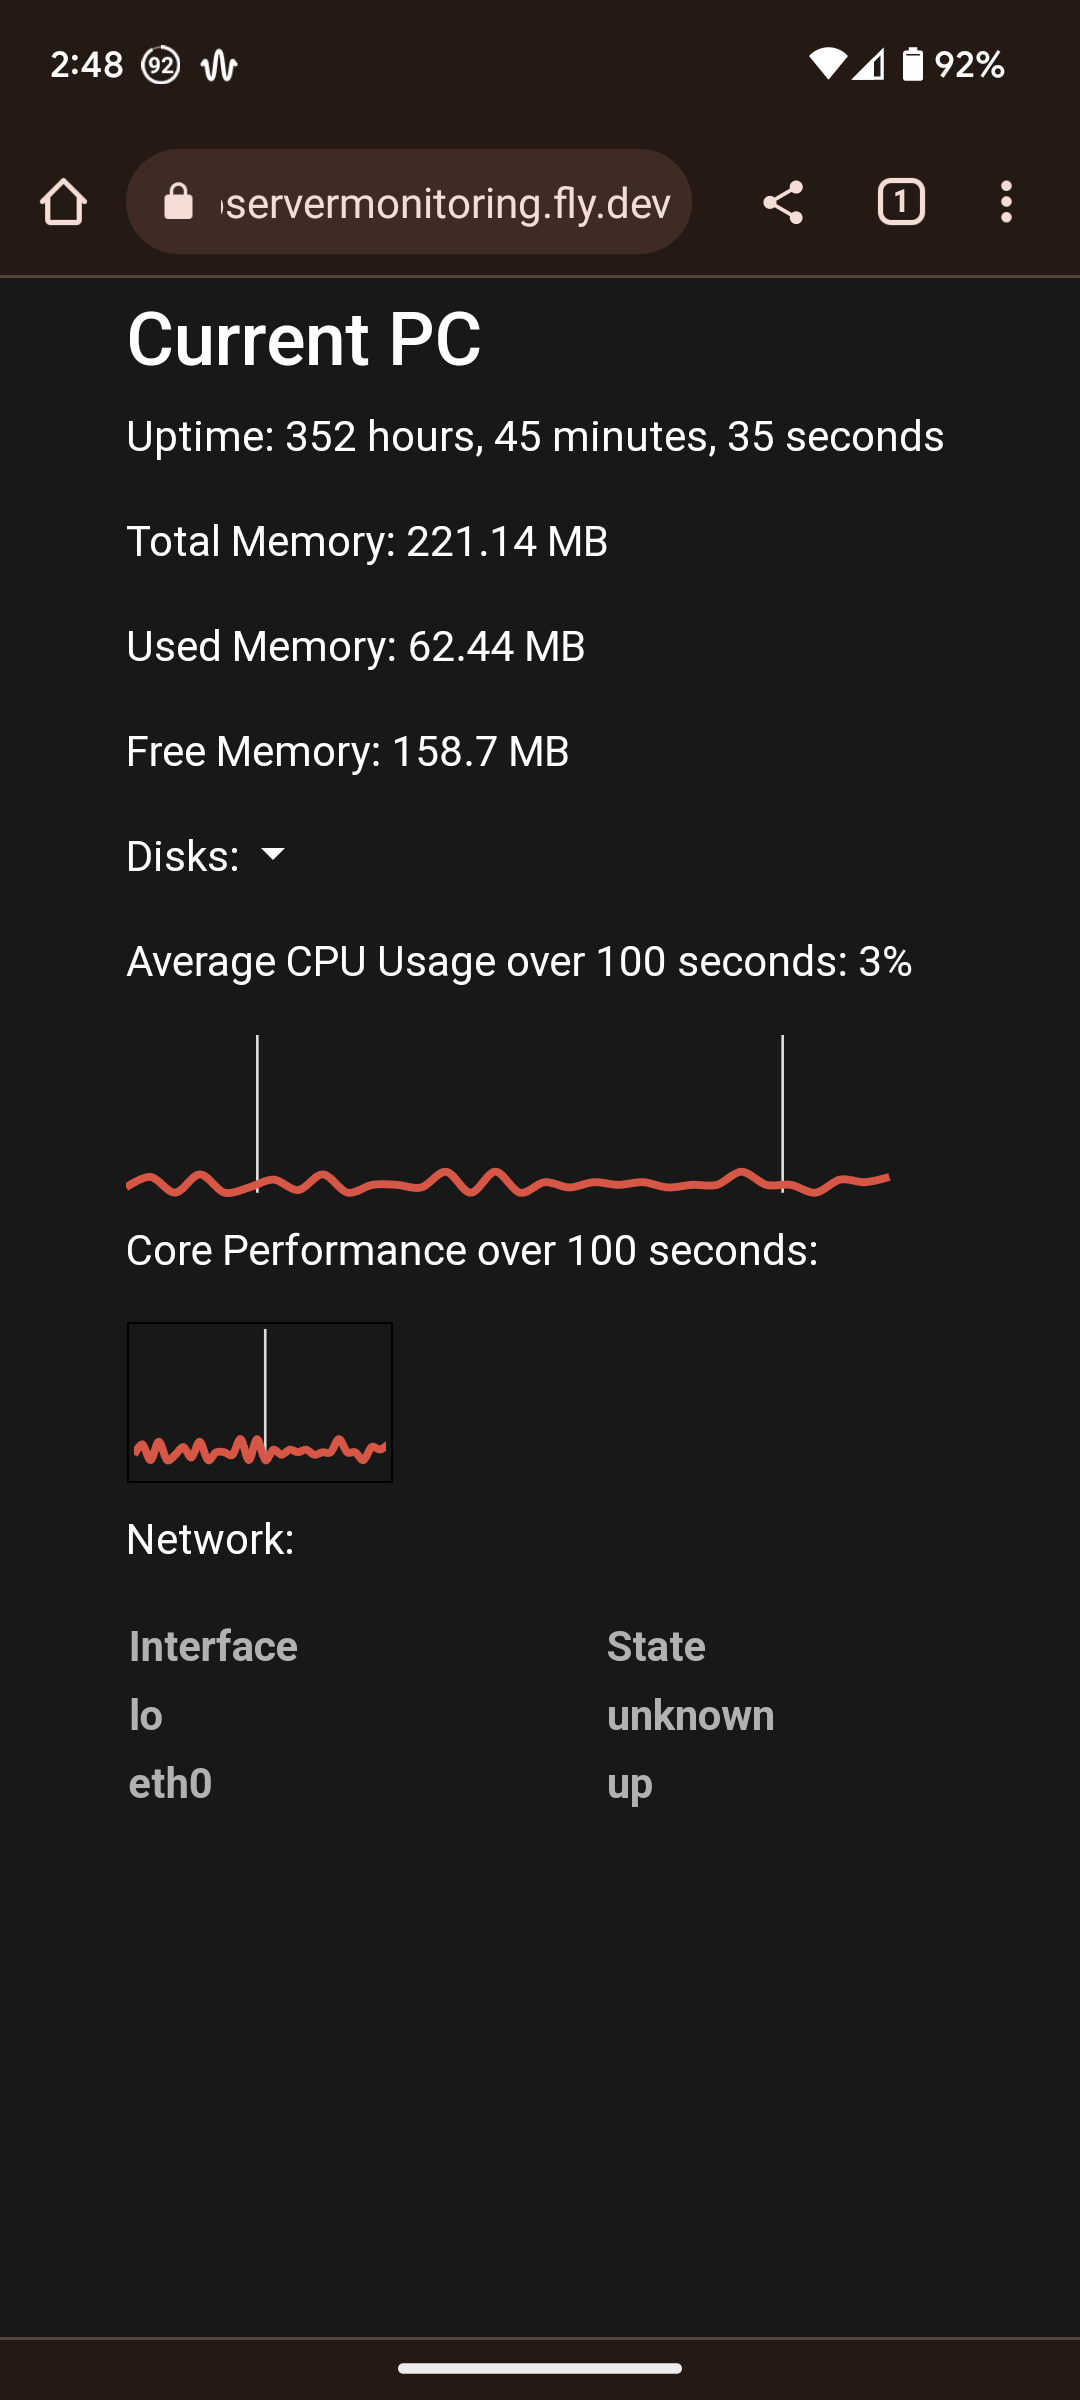 2:48 92 92%
servermonitoring.fly.dev 1
Current PC
Uptime: 352 hours, 45 minutes, 35 seconds
Total Memory: 221.14 MB
Used Memory: 62.44 MB
Free Memory: 158.7 MB
Disks:
Average CPU Usage over 100 seconds: 3%
Core Performance over 100 seconds:
Network:
Interface State
lo unknown
eth0 up